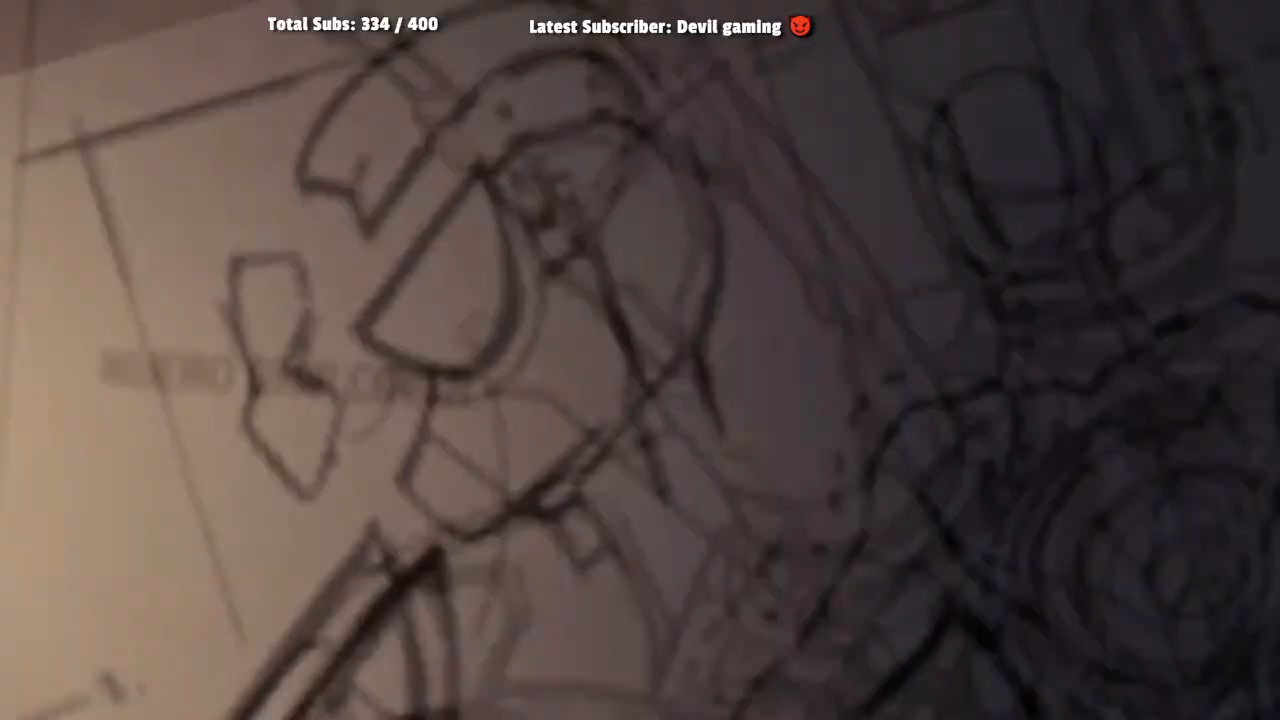 Total Subs: 334 / 400
Latest Subscriber: Devil gaming 😈